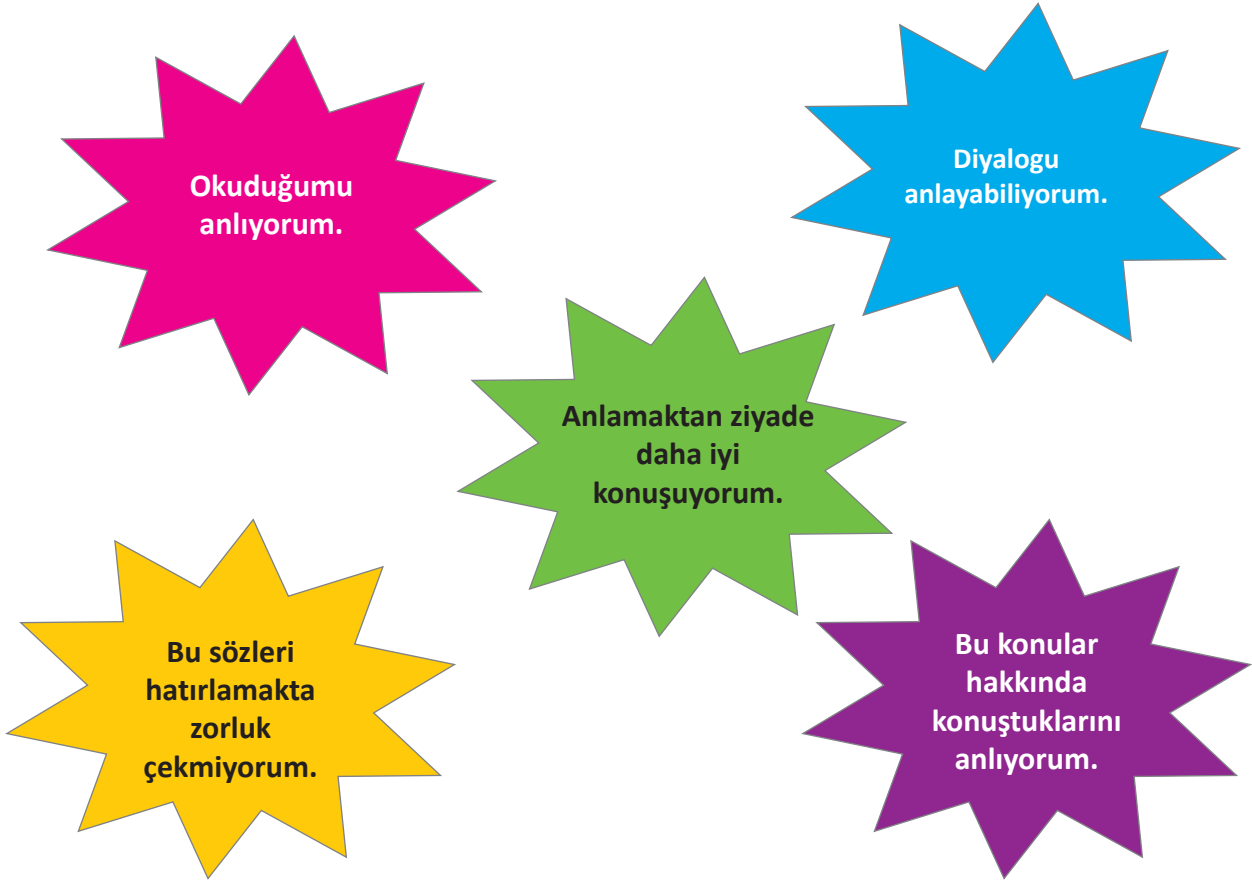 Okuduğumu
anlıyorum.
Diyalogu
anlayabiliyorum.
Anlamaktan ziyade
daha iyi
konuşuyorum.
Bu sözleri
hatırlamakta
zorluk
çekmiyorum.
Bu konular
hakkında
konuştuklarını
anlıyorum.